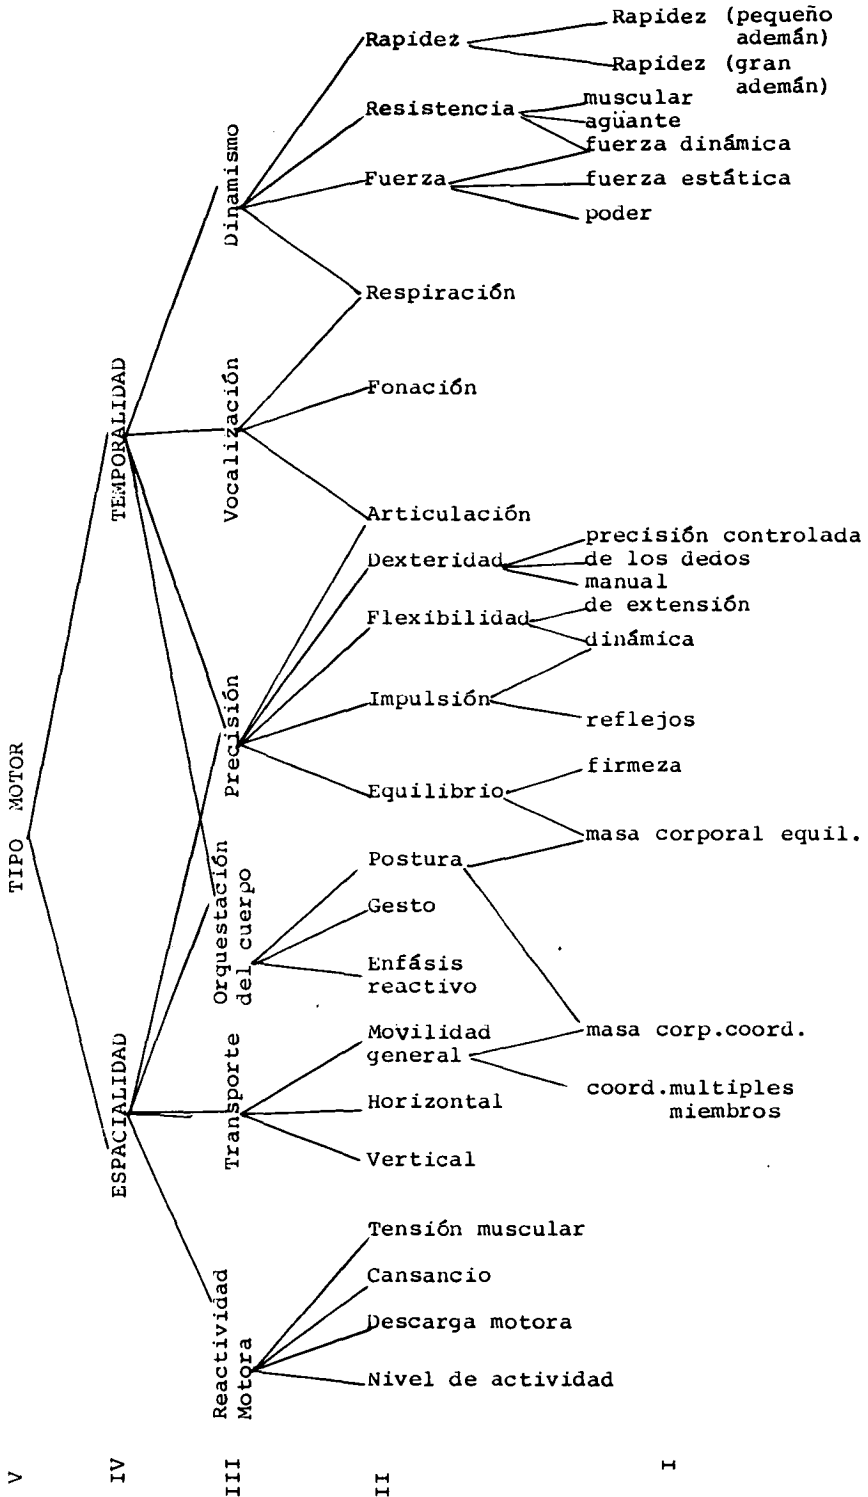 Rapidez (pequeño
ademán)
Rapidez
Rapidez (gran
ademán)
Resistencia
muscular
agüante
fuerza dinámica
Fuerza
fuerza estática
poder
Dinamismo
Respiración
TEMPORALIDAD
Vocalización
Fonación
Articulación
precisión controlada
Dexteridad
de los dedos
manual
Flexibilidad
de extensión
dinámica
Precisión
Impulsión
reflejos
TIPO MOTOR
firmeza
Equilibrio
masa corporal equil.
Postura
Orquestación
del cuerpo
Gesto
Enfásis
reactivo
ESPACIALIDAD
Transporte
Movilidad
general
masa corp.coord.
coord.multiples
miembros
Horizontal
Vertical
Tensión muscular
Reactividad
Motora
Cansancio
Descarga motora
Nivel de actividad
V
IV
III
II
I